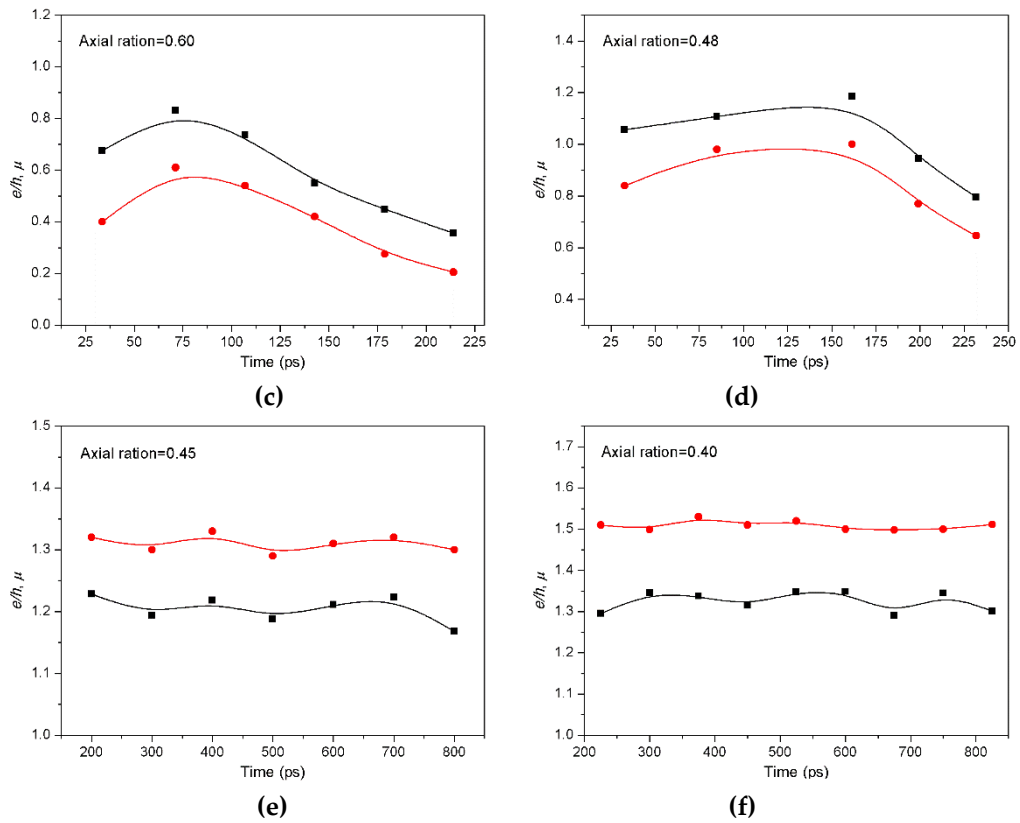 1.2
1.0
0.8
0.6
0.4
0.2
0.0
e/h, μ
Axial ration=0.60
25 50 75 100 125 150 175 200 225
Time (ps)
(c)
1.4
1.2
1.0
0.8
0.6
0.4
e/h, μ
Axial ration=0.48
25 50 75 100 125 150 175 200 225 250
Time (ps)
(d)
1.5
1.4
1.3
1.2
1.1
1.0
e/h, μ
Axial ration=0.45
200 300 400 500 600 700 800
Time (ps)
(e)
1.7
1.6
1.5
1.4
1.3
1.2
1.1
1.0
e/h, μ
Axial ration=0.40
200 300 400 500 600 700 800
Time (ps)
(f)